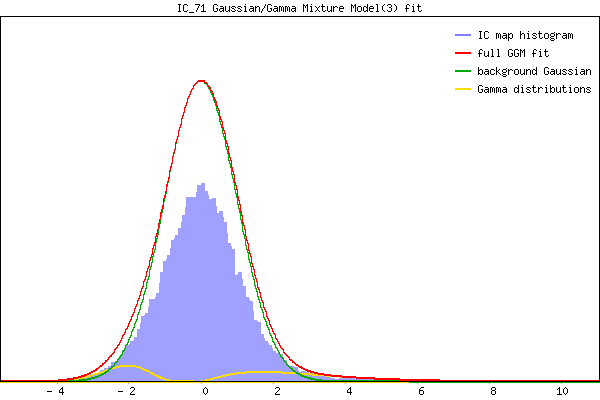 IC_71 Gaussian/Gamma Mixture Model(3) fit
IC map histogram
full GGM fit
background Gaussian
Gamma distributions
-4 -2 0 2 4 6 8 10